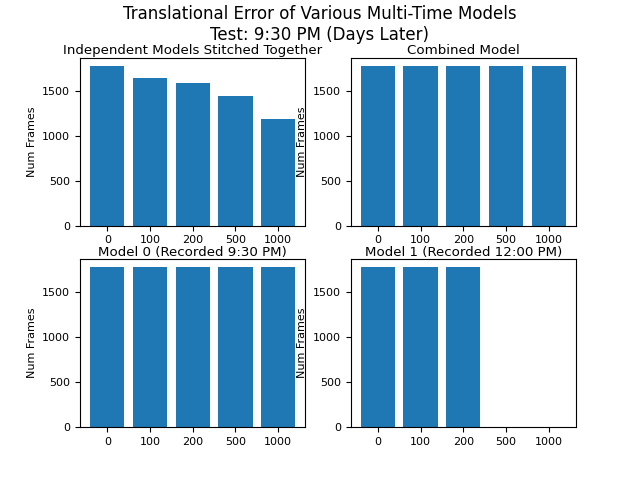 Translational Error of Various Multi-Time Models
Test: 9:30 PM (Days Later)
Independent Models Stitched Together
1500
1000
500
0
Num Frames
0 100 200 500 1000
Combined Model
1500
1000
500
0
Num Frames
0 100 200 500 1000
Model 0 (Recorded 9:30 PM)
1500
1000
500
0
Num Frames
0 100 200 500 1000
Model 1 (Recorded 12:00 PM)
1500
1000
500
0
Num Frames
0 100 200 500 1000